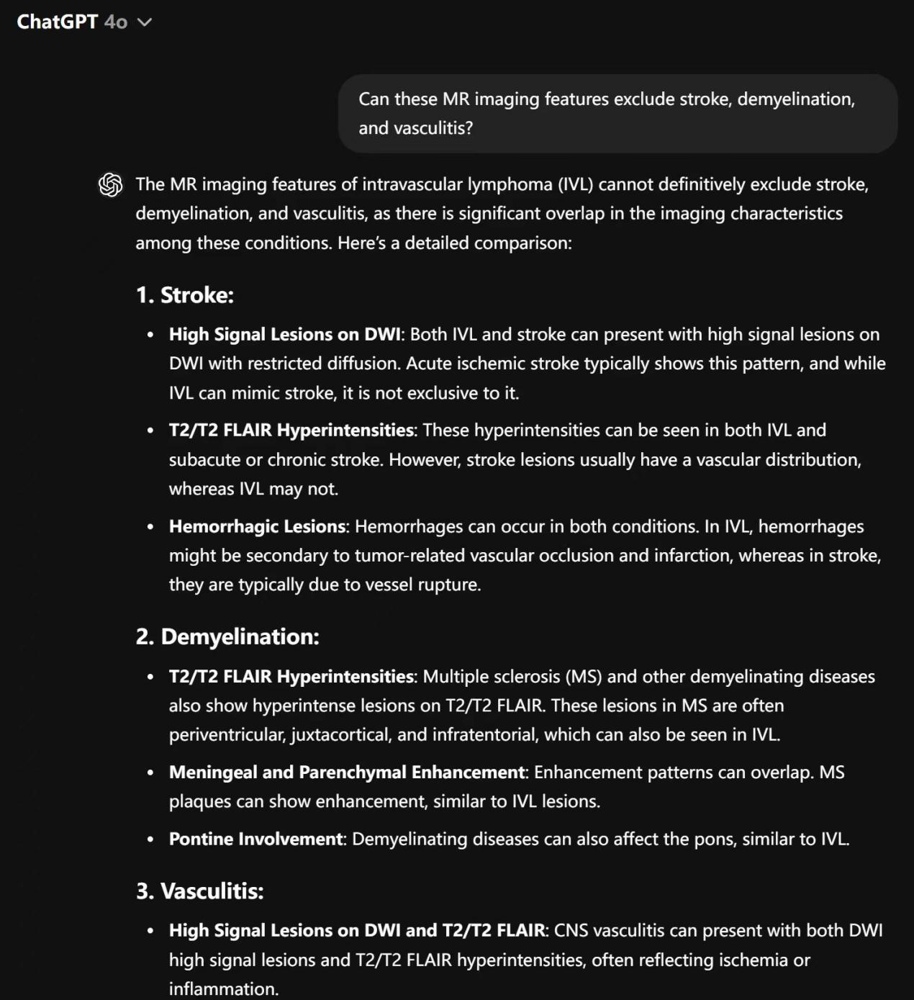 ChatGPT 4o
Can these MR imaging features exclude stroke, demyelination,
and vasculitis?
The MR imaging features of intravascular lymphoma (IVL) cannot definitively exclude stroke,
demyelination, and vasculitis, as there is significant overlap in the imaging characteristics
among these conditions. Here's a detailed comparison:
1. Stroke:
• High Signal Lesions on DWI: Both IVL and stroke can present with high signal lesions on
DWI with restricted diffusion. Acute ischemic stroke typically shows this pattern, and while
IVL can mimic stroke, it is not exclusive to it.
• T2/T2 FLAIR Hyperintensities: These hyperintensities can be seen in both IVL and
subacute or chronic stroke. However, stroke lesions usually have a vascular distribution,
whereas IVL may not.
• Hemorrhagic Lesions: Hemorrhages can occur in both conditions. In IVL, hemorrhages
might be secondary to tumor-related vascular occlusion and infarction, whereas in stroke,
they are typically due to vessel rupture.
2. Demyelination:
• T2/T2 FLAIR Hyperintensities: Multiple sclerosis (MS) and other demyelinating diseases
also show hyperintense lesions on T2/T2 FLAIR. These lesions in MS are often
periventricular, juxtacortical, and infratentorial, which can also be seen in IVL.
• Meningeal and Parenchymal Enhancement: Enhancement patterns can overlap. MS
plaques can show enhancement, similar to IVL lesions.
• Pontine Involvement: Demyelinating diseases can also affect the pons, similar to IVL.
3. Vasculitis:
• High Signal Lesions on DWI and T2/T2 FLAIR: CNS vasculitis can present with both DWI
high signal lesions and T2/T2 FLAIR hyperintensities, often reflecting ischemia or
inflammation.